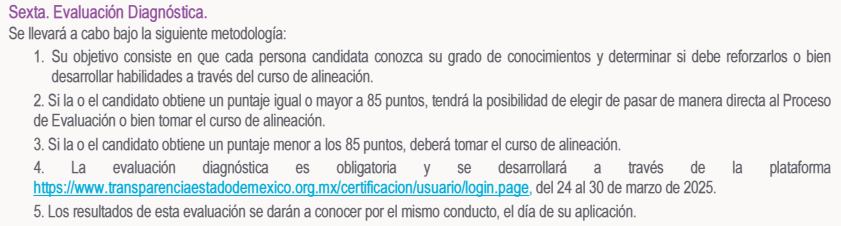 Sexta. Evaluación Diagnóstica.
Se llevará a cabo bajo la siguiente metodología:
1. Su objetivo consiste en que cada persona candidata conozca su grado de conocimientos y determinar si debe reforzarlos o bien
desarrollar habilidades a través del curso de alineación.
2. Si la o el candidato obtiene un puntaje igual o mayor a 85 puntos, tendrá la posibilidad de elegir de pasar de manera directa al Proceso
de Evaluación o bien tomar el curso de alineación.
3. Si la o el candidato obtiene un puntaje menor a los 85 puntos, deberá tomar el curso de alineación.
4. La evaluación diagnóstica es obligatoria y se desarrollará a través de la plataforma
https://www.transparenciaestadodemexico.org.mx/certificacion/usuario/login.page, del 24 al 30 de marzo de 2025.
5. Los resultados de esta evaluación se darán a conocer por el mismo conducto, el día de su aplicación.